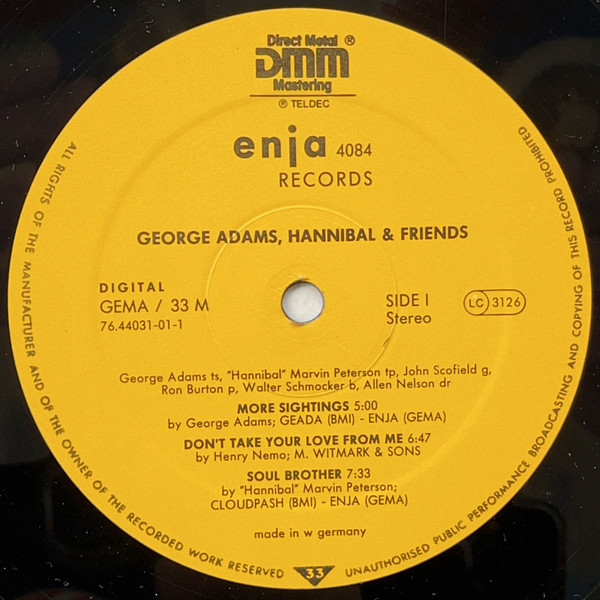 Direct Metal ®
DMM
Mastering
® TELDEC
enja 4084
RECORDS
GEORGE ADAMS, HANNIBAL & FRIENDS
DIGITAL
GEMA / 33 M
76.44031-01-1
SIDE I
Stereo
LC 3126
George Adams ts, "Hannibal" Marvin Peterson tp, John Scofield g,
Ron Burton p, Walter Schmocker b, Allen Nelson dr
MORE SIGHTINGS 5:00
by George Adams; GEADA (BMI) - ENJA (GEMA)
DON'T TAKE YOUR LOVE FROM ME 6:47
by Henry Nemo; M. WITMARK & SONS
SOUL BROTHER 7:33
by "Hannibal" Marvin Peterson;
CLOUDPASH (BMI) - ENJA (GEMA)
made in w germany
ALL RIGHTS OF THE MANUFACTURER AND OF THE OWNER OF THE RECORDED WORK RESERVED
33
UNAUTHORISED PUBLIC PERFORMANCE BROADCASTING AND COPYING OF THIS RECORD PROHIBITED